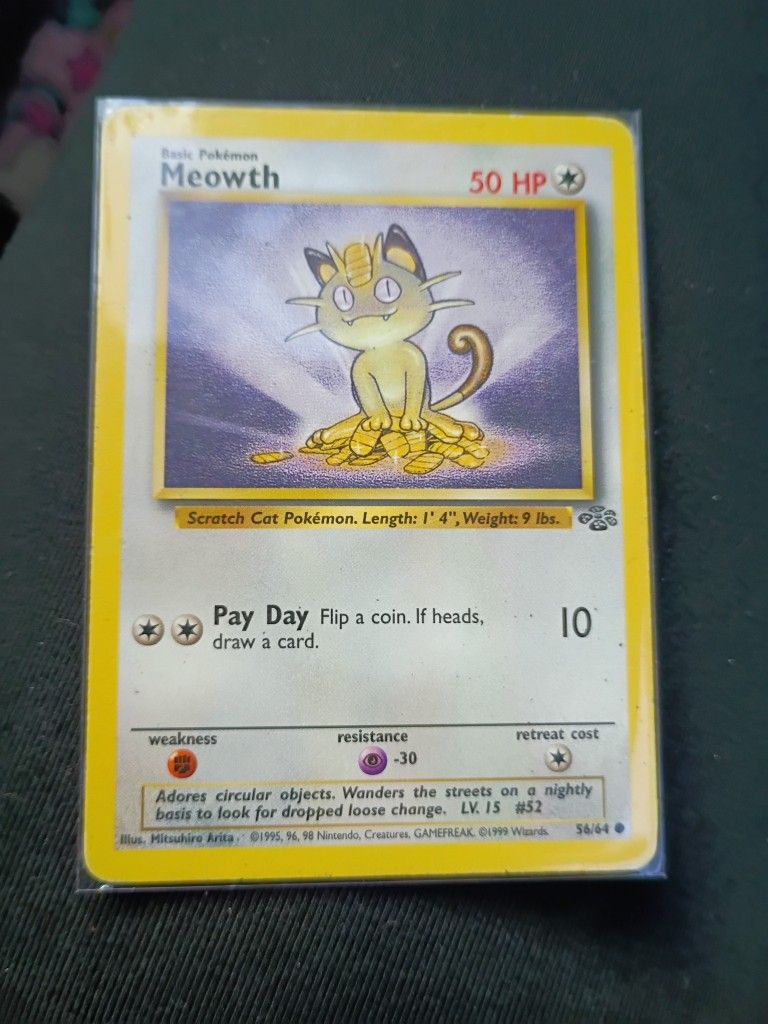 Basic Pokémon
Meowth
50 HP
Scratch Cat Pokémon. Length: 1' 4", Weight: 9 lbs.
Pay Day Flip a coin. If heads,
draw a card.
10
weakness
resistance
retreat cost
-30
Adores circular objects. Wanders the streets on a nightly
basis to look for dropped loose change. LV. 15 #52
Illus. Mitsuhiro Arita ©1995, 96, 98 Nintendo, Creatures, GAMEFREAK. ©1999 Wizards. 56/64